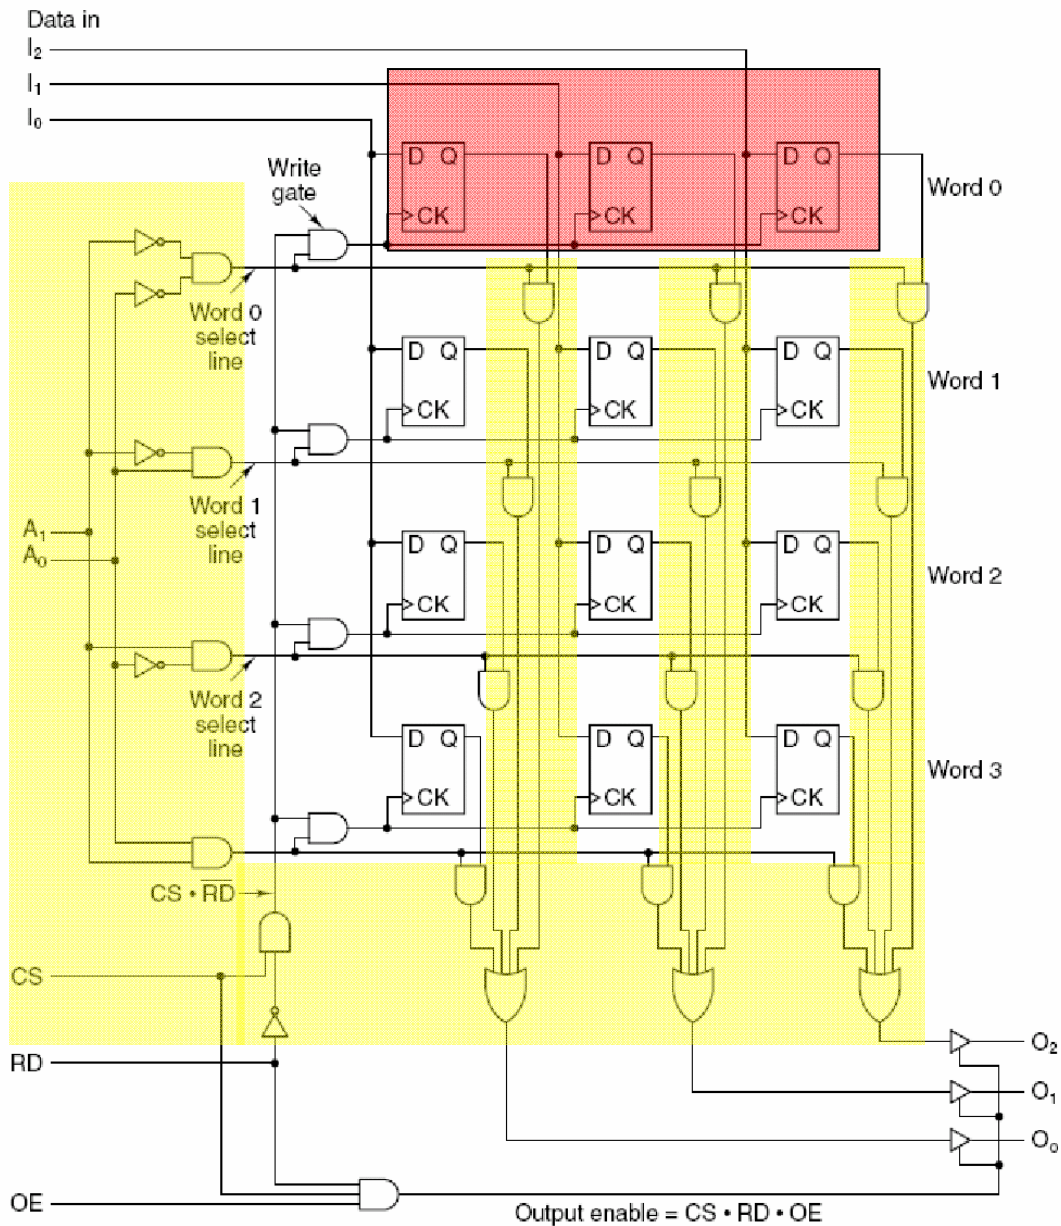 Data in
I₂
I₁
I₀
D Q
CK
D Q
CK
D Q
CK
Word 0
Write
gate
Word 0
select
line
D Q
CK
D Q
CK
D Q
CK
Word 1
Word 1
select
line
A₁
A₀
D Q
CK
D Q
CK
D Q
CK
Word 2
Word 2
select
line
D Q
CK
D Q
CK
D Q
CK
Word 3
CS • R̅D̅
CS
RD
O₂
O₁
O₀
OE
Output enable = CS • RD • OE